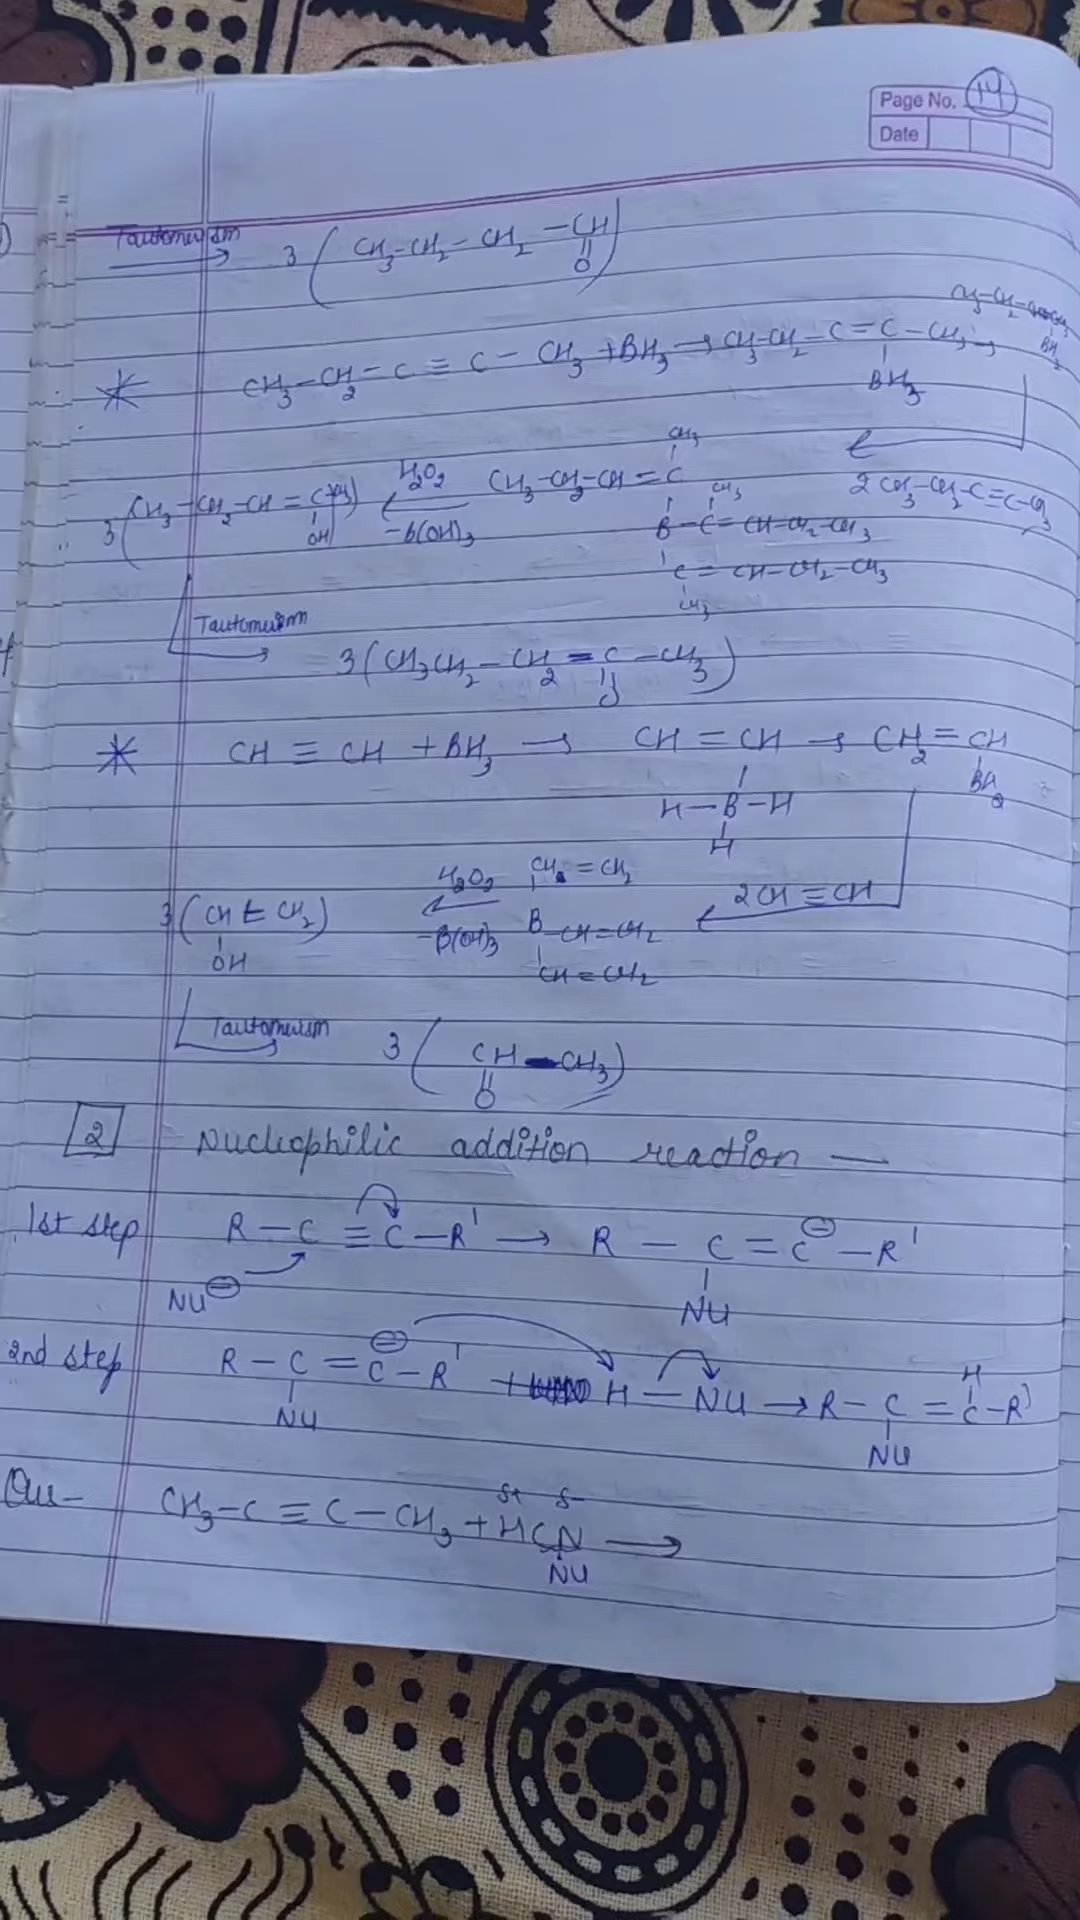 Page No. 14
Date
Tautomerism 3 ( CH3-CH2-CH2-CH || O )
CH3-CH2-C≡C-CH3 + BH3 → CH3-CH2-C=C-CH3 →
BH3
CH3
3 ( CH3-CH2-CH=C-CH3 ) H2O2 CH3-CH2-CH=C 2CH3-CH2-C≡C-CH3
OH -B(OH)3 B-C=CH-CH2-CH3
CH3
C=CH-CH2-CH3
CH3
Tautomerism
3 ( CH3CH2-CH2-C-CH3 )
O
CH≡CH + BH3 → CH=CH → CH2=CH
BH2
H-B-H
H
H2O2 CH=CH2 2CH≡CH
3 ( CH=CH2 ) -B(OH)3 B-CH=CH2
OH CH=CH2
Tautomerism 3 ( CH-CH3 )
O
2 Nucleophilic addition reaction —
1st step R-C≡C-R' → R-C=C⊖-R'
NU⊖ NU
2nd step R-C=C⊖-R' + H-NU → R-C=C-R'
H
NU NU
Qu- CH3-C≡C-CH3 + HCN →
δ+ δ-
NU